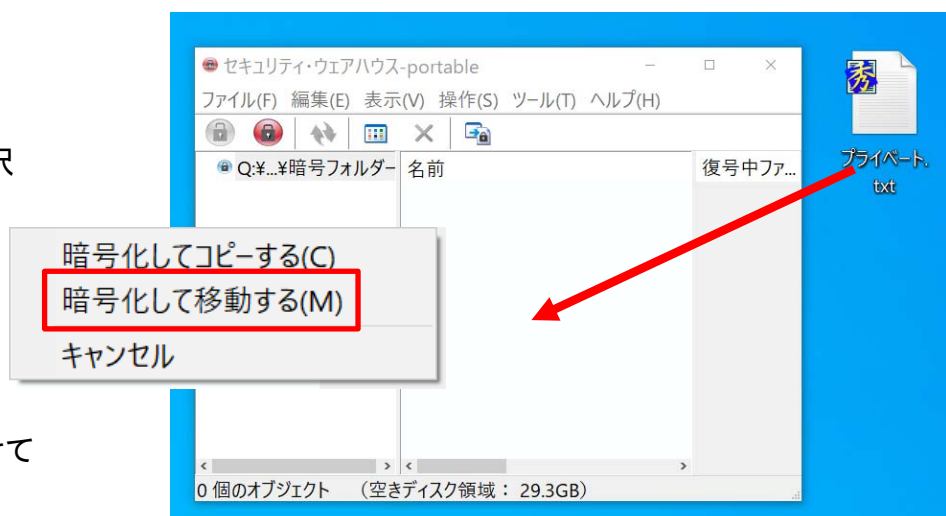 セキュリティ・ウェアハウス-portable
ファイル(F) 編集(E) 表示(V) 操作(S) ツール(T) ヘルプ(H)
Q:¥...¥暗号フォルダー 名前 復号中ファ...
秀
プライベート.
txt
択
暗号化してコピーする(C)
暗号化して移動する(M)
キャンセル
て
0 個のオブジェクト (空きディスク領域: 29.3GB)